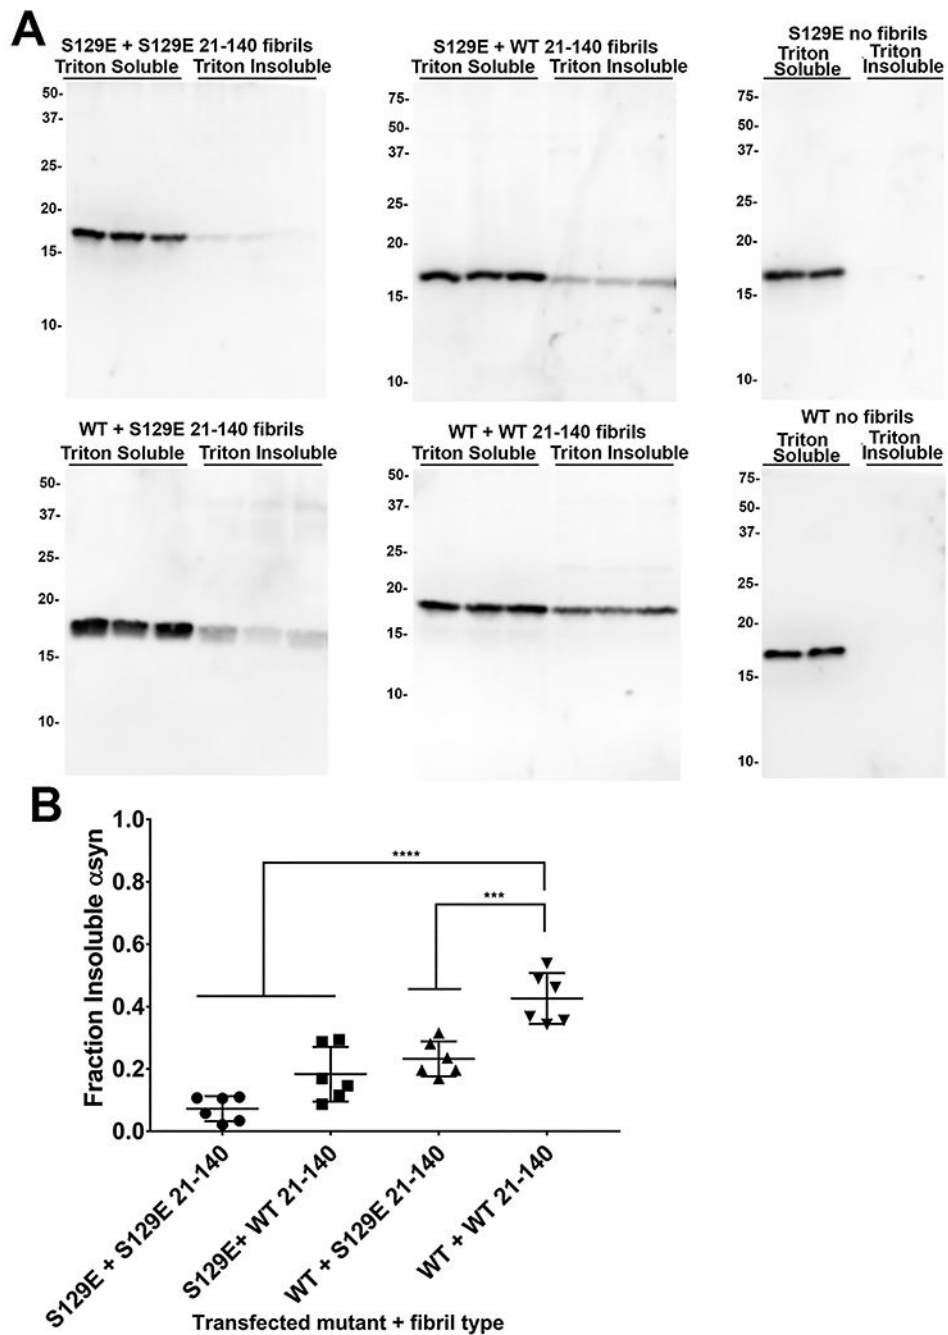 A
S129E + S129E 21-140 fibrils
Triton Soluble Triton Insoluble
50-
37-
25-
20-
15-
10-
S129E + WT 21-140 fibrils
Triton Soluble Triton Insoluble
75-
50-
37-
25-
20-
15-
10-
S129E no fibrils
Triton Soluble
Triton Insoluble
75-
50-
37-
25-
20-
15-
10-
WT + S129E 21-140 fibrils
Triton Soluble Triton Insoluble
50-
37-
25-
20-
15-
10-
WT + WT 21-140 fibrils
Triton Soluble Triton Insoluble
50-
37-
25-
20-
15-
10-
WT no fibrils
Triton Soluble
Triton Insoluble
75-
50-
37-
25-
20-
15-
10-
B
Fraction Insoluble αsyn
1.0
0.8
0.6
0.4
0.2
0.0
****
***
S129E + S129E 21-140
S129E+ WT 21-140
WT + S129E 21-140
WT + WT 21-140
Transfected mutant + fibril type